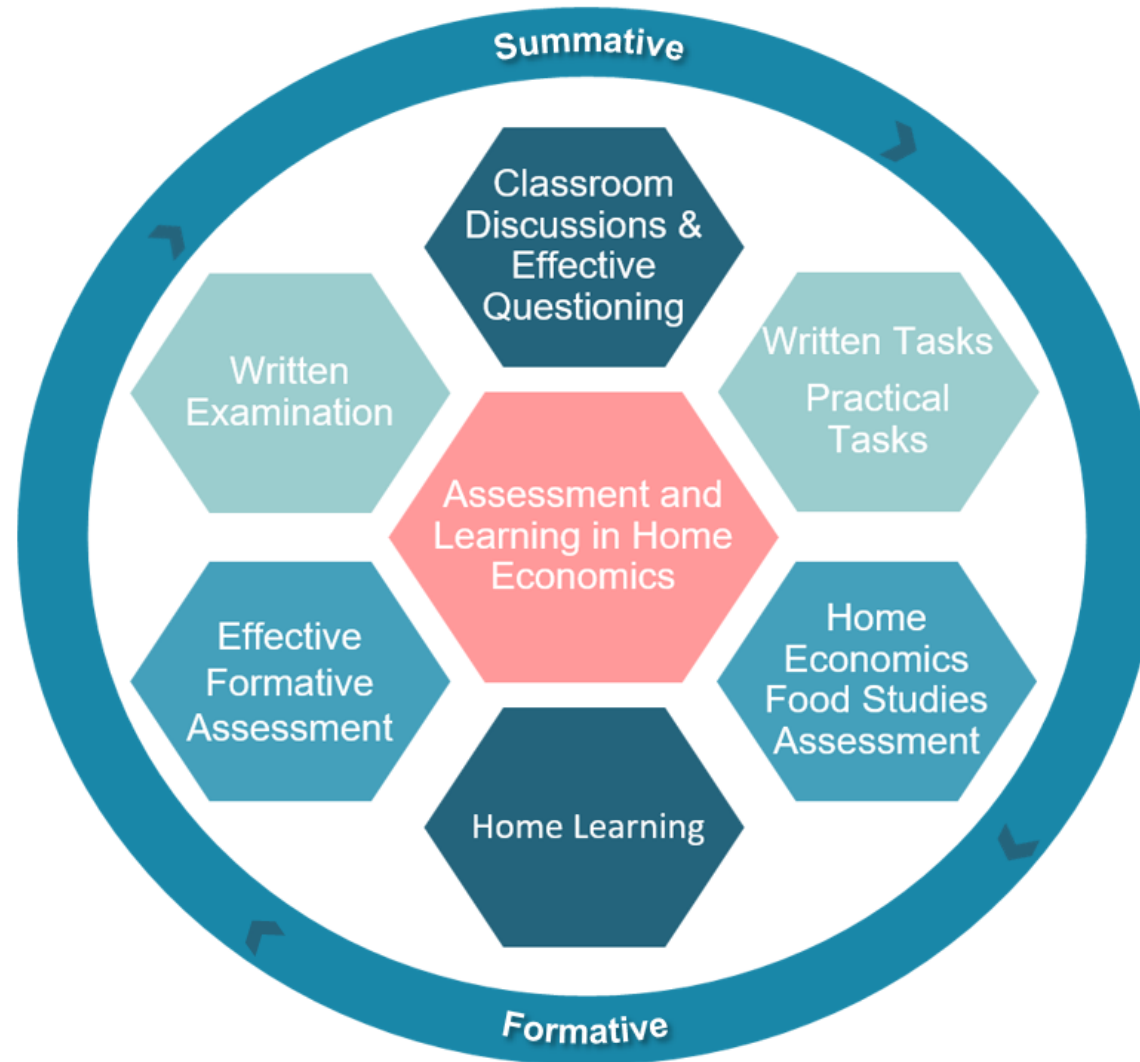 Summative
Classroom
Discussions &
Effective
Questioning
Written
Examination
Written Tasks
Practical
Tasks
Assessment and
Learning in Home
Economics
Effective
Formative
Assessment
Home
Economics
Food Studies
Assessment
Home Learning
Formative